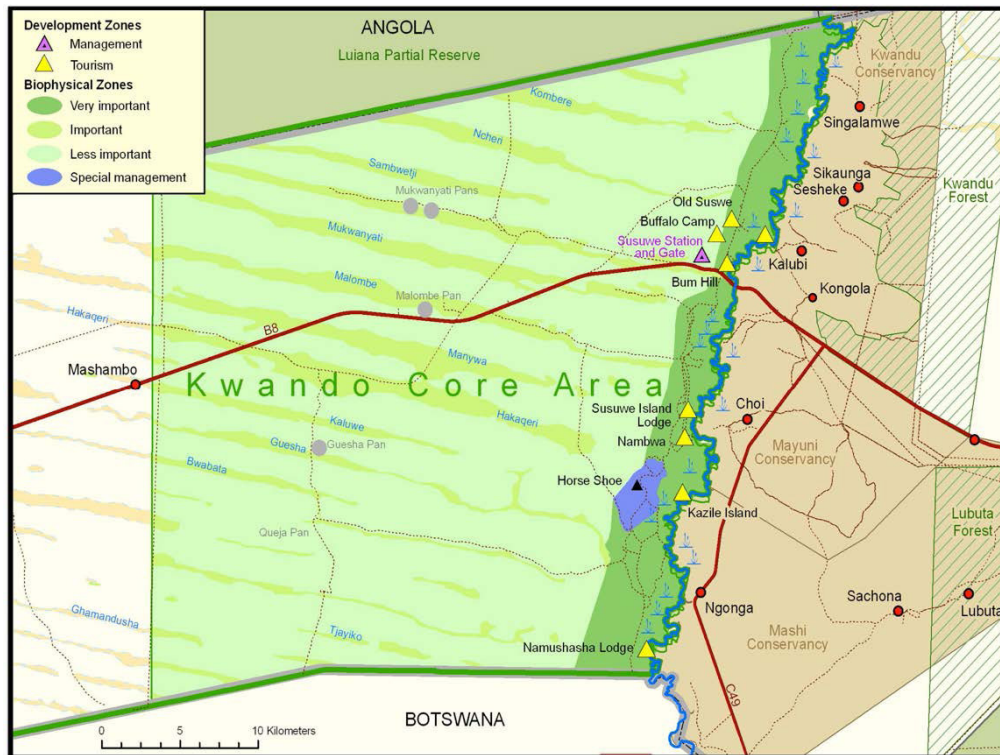 Development Zones
Management
Tourism
Biophysical Zones
Very important
Important
Less important
Special management
ANGOLA
Luiana Partial Reserve
Kwandu
Conservancy
Singalamwe
Kombere
Ncheri
Sambwetji
Mukwanyati Pans
Sikaunga
Sesheke
Kwandu
Forest
Old Suswe
Buffalo Camp
Mukwanyati
Susuwe Station
and Gate
Kalubi
Malombe
Bum Hill
Kongola
Malombe Pan
Hakaqeri
B8
Manywa
Mashambo
Kwando Core Area
Susuwe Island
Lodge
Choi
Hakaqeri
Kaluwe
Nambwa
Guesha
Guesha Pan
Mayuni
Conservancy
Bwabata
Horse Shoe
Kazile Island
Lubuta
Forest
Queja Pan
Ngonga
Sachona
Lubuta
Ghamandusha
Tjayiko
Mashi
Conservancy
Namushasha Lodge
C49
BOTSWANA
0 5 10 Kilometers